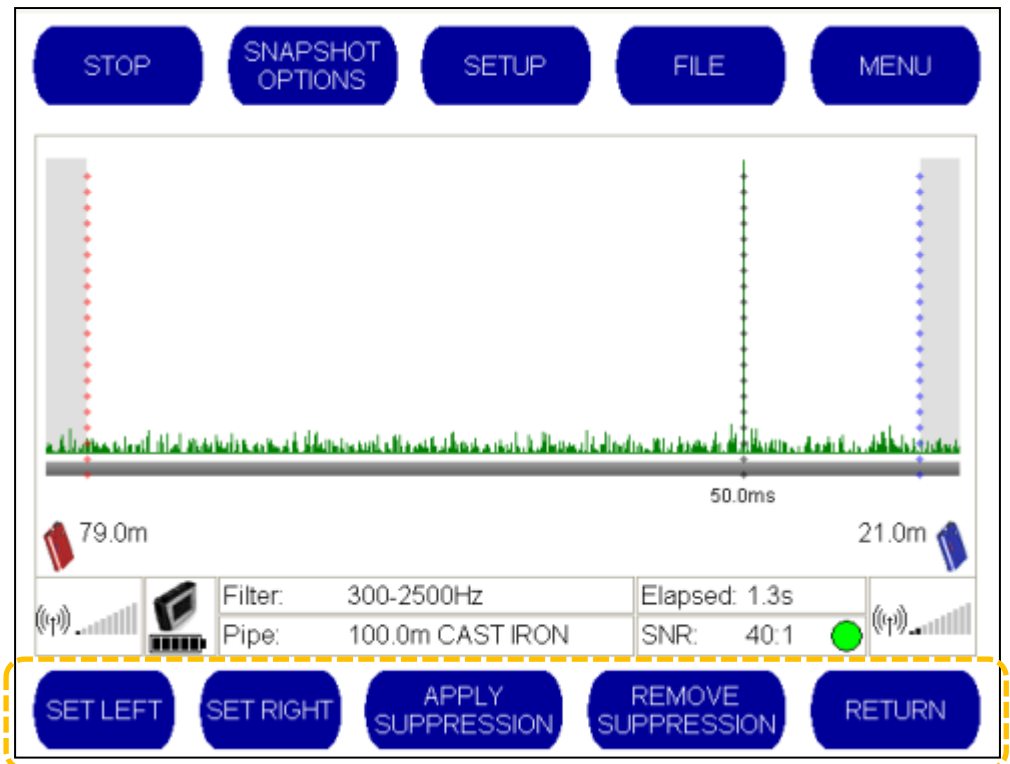 STOP
SNAPSHOT
OPTIONS
SETUP
FILE
MENU
50.0ms
79.0m
21.0m
Filter: 300-2500Hz
Elapsed: 1.3s
Pipe: 100.0m CAST IRON
SNR: 40:1
SET LEFT
SET RIGHT
APPLY
SUPPRESSION
REMOVE
SUPPRESSION
RETURN